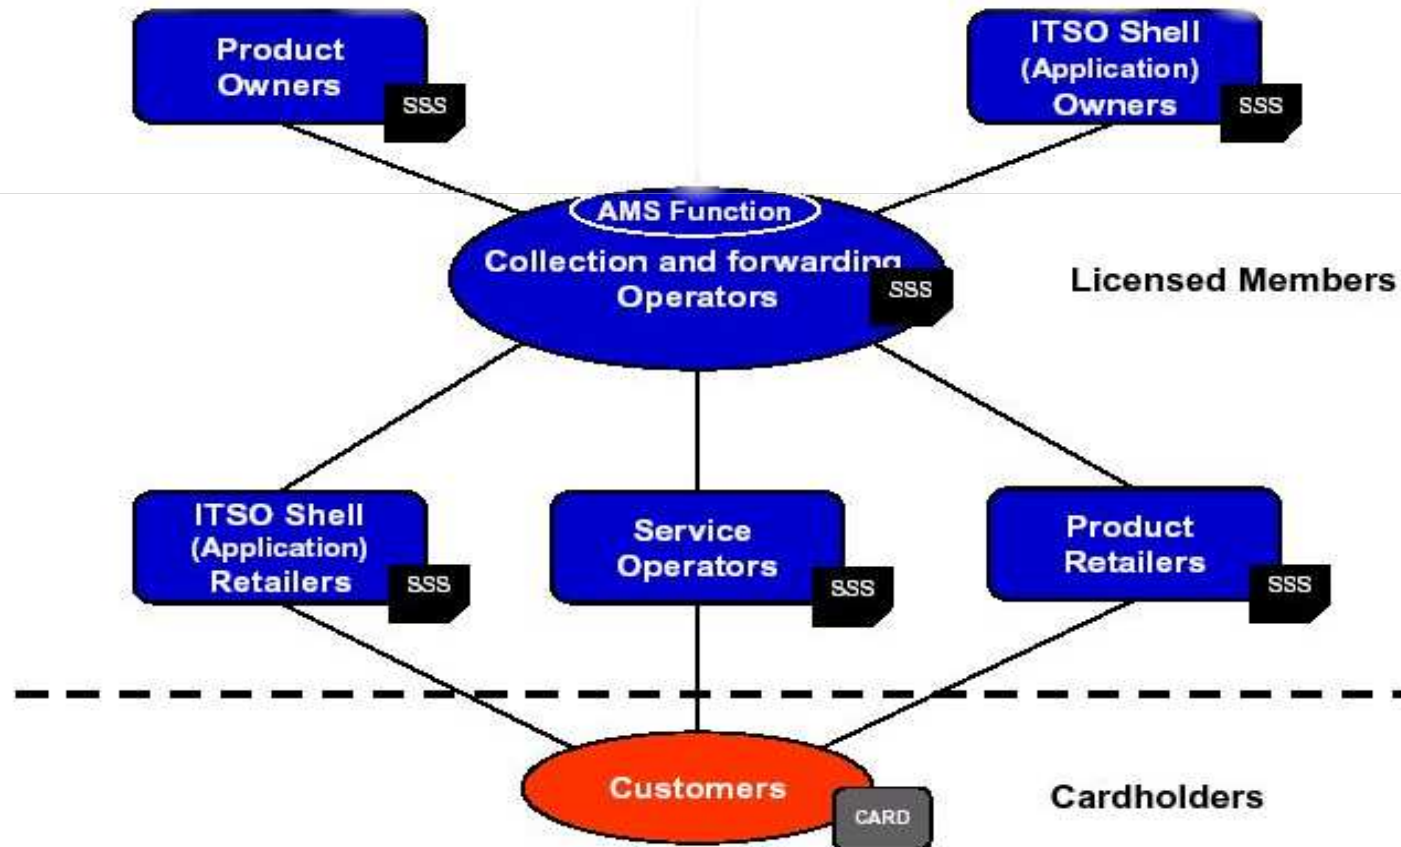 Product
Owners
SSS
ITSO Shell
(Application)
Owners
SSS
AMS Function
Collection and forwarding
Operators
SSS
Licensed Members
ITSO Shell
(Application)
Retailers
SSS
Service
Operators
SSS
Product
Retailers
SSS
Customers
CARD
Cardholders